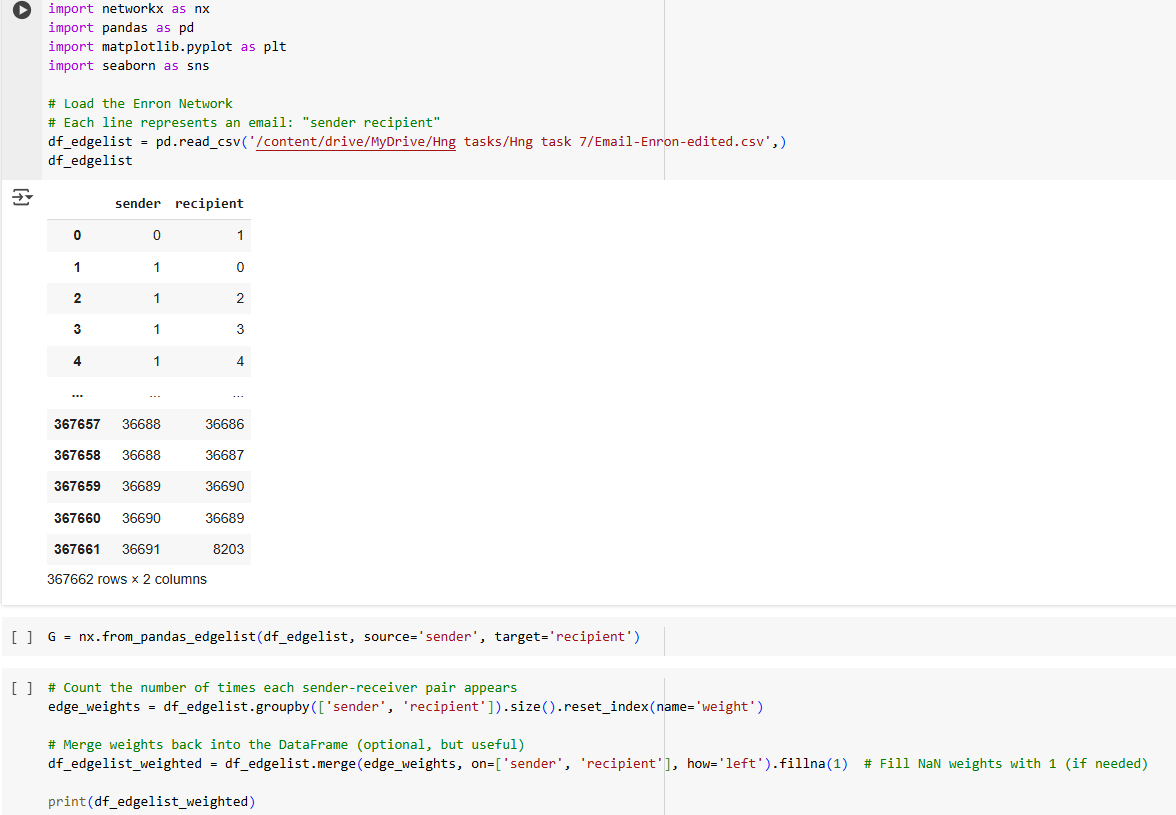 import networkx as nx
import pandas as pd
import matplotlib.pyplot as plt
import seaborn as sns
# Load the Enron Network
# Each line represents an email: "sender recipient"
df_edgelist = pd.read_csv('/content/drive/MyDrive/Hng tasks/Hng task 7/Email-Enron-edited.csv',)
df_edgelist
sender recipient
0 0 1
1 1 0
2 1 2
3 1 3
4 1 4
... ... ...
367657 36688 36686
367658 36688 36687
367659 36689 36690
367660 36690 36689
367661 36691 8203
367662 rows × 2 columns
[ ] G = nx.from_pandas_edgelist(df_edgelist, source='sender', target='recipient')
[ ] # Count the number of times each sender-receiver pair appears
edge_weights = df_edgelist.groupby(['sender', 'recipient']).size().reset_index(name='weight')
# Merge weights back into the DataFrame (optional, but useful)
df_edgelist_weighted = df_edgelist.merge(edge_weights, on=['sender', 'recipient'], how='left').fillna(1)  # Fill NaN weights with 1 (if needed)
print(df_edgelist_weighted)